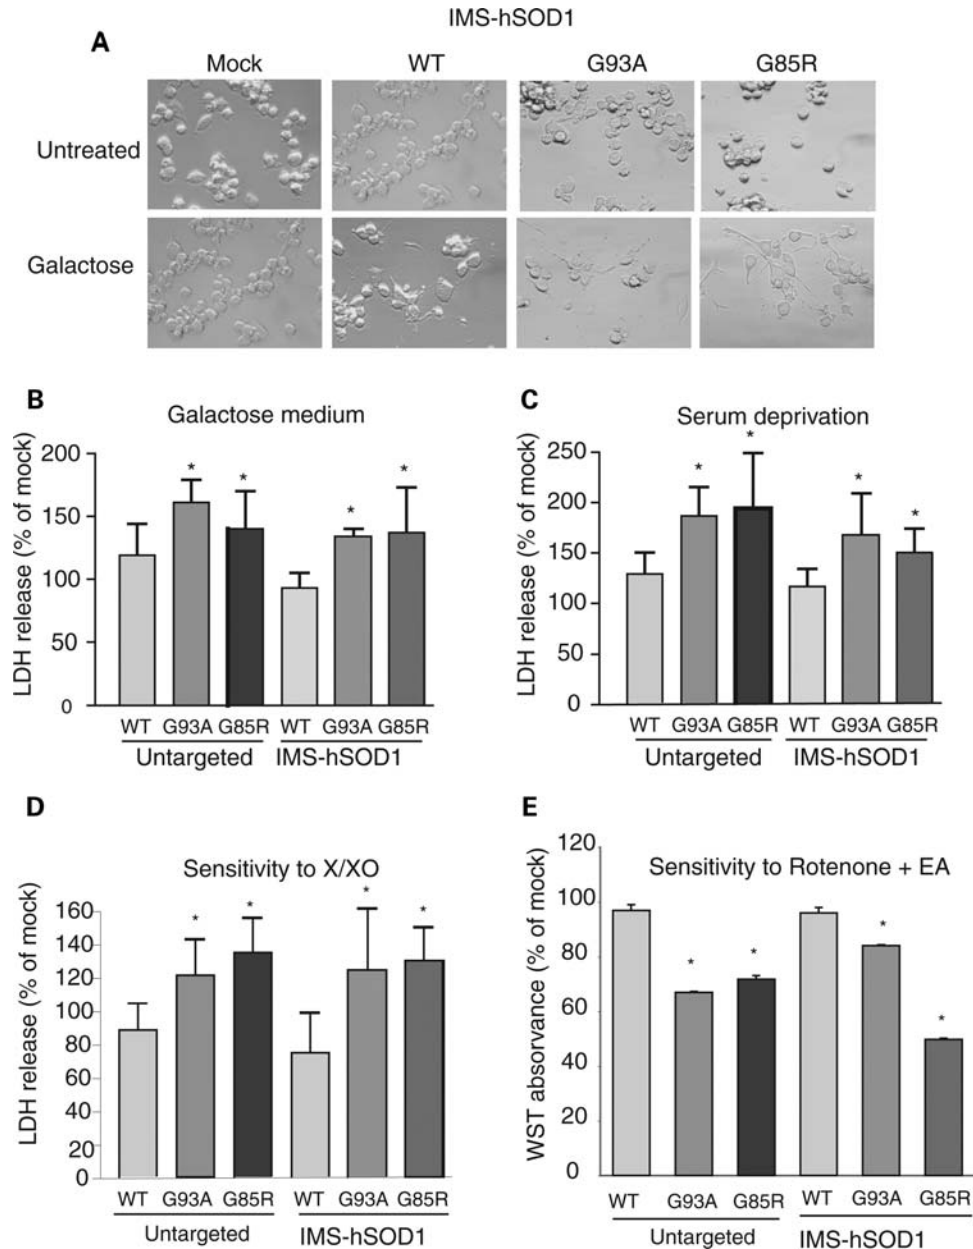 IMS-hSOD1
A
Mock WT G93A G85R
Untreated
Galactose
B
Galactose medium
LDH release (% of mock)
200
150
100
50
0
* * * *
WT G93A G85R WT G93A G85R
Untargeted IMS-hSOD1
C
Serum deprivation
LDH release (% of mock)
250
200
150
100
50
0
* * * *
WT G93A G85R WT G93A G85R
Untargeted IMS-hSOD1
D
Sensitivity to X/XO
LDH release (% of mock)
160
140
120
100
80
60
40
20
0
* * * *
WT G93A G85R WT G93A G85R
Untargeted IMS-hSOD1
E
Sensitivity to Rotenone + EA
WST absorvance (% of mock)
120
100
80
60
40
20
0
* * * *
WT G93A G85R WT G93A G85R
Untargeted IMS-hSOD1